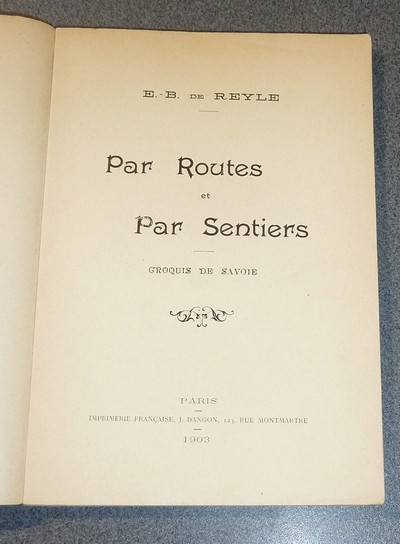 E.-B. DE REYLE
Par Routes
et
Par Sentiers
CROQUIS DE SAVOIE
PARIS
IMPRIMERIE FRANÇAISE, J. DANGON, 123, RUE MONTMARTRE
1903